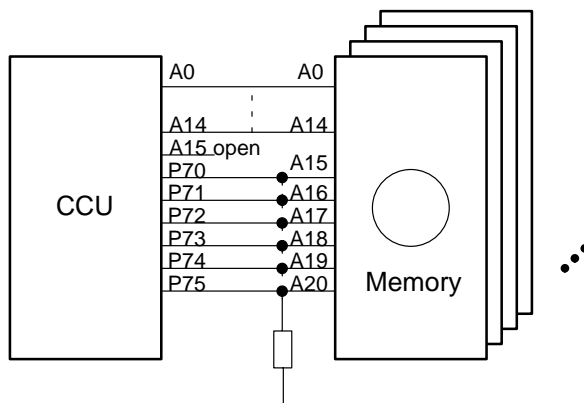 A0 A0
A14 A14
A15 open
P70 A15
P71 A16
P72 A17
CCU
P73 A18
P74 A19
Memory
P75 A20